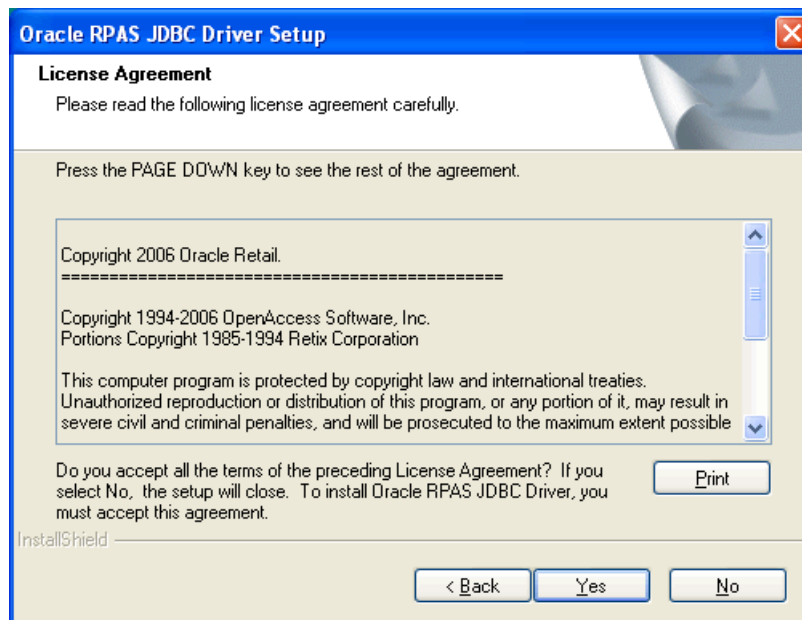 Oracle RPAS JDBC Driver Setup
License Agreement
Please read the following license agreement carefully.
Press the PAGE DOWN key to see the rest of the agreement.
Copyright 2006 Oracle Retail.
==============================================
Copyright 1994-2006 OpenAccess Software, Inc.
Portions Copyright 1985-1994 Retix Corporation
This computer program is protected by copyright law and international treaties.
Unauthorized reproduction or distribution of this program, or any portion of it, may result in
severe civil and criminal penalties, and will be prosecuted to the maximum extent possible
Do you accept all the terms of the preceding License Agreement? If you
select No, the setup will close. To install Oracle RPAS JDBC Driver, you
must accept this agreement.
Print
InstallShield
< Back
Yes
No